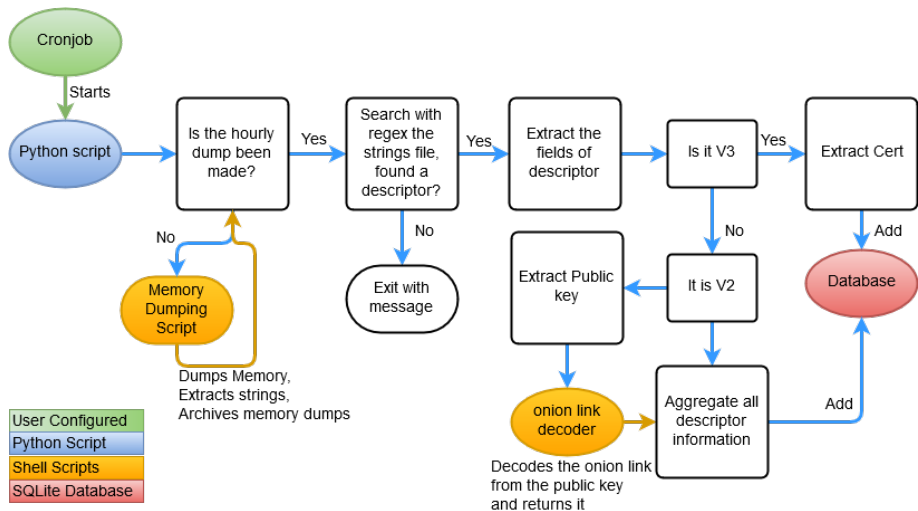 Cronjob
Starts
Python script
Is the hourly
dump been
made?
Yes
Search with
regex the
strings file,
found a
descriptor?
Yes
Extract the
fields of
descriptor
Is it V3
Yes
Extract Cert
No
Memory
Dumping
Script
Dumps Memory,
Extracts strings,
Archives memory dumps
No
Exit with
message
No
It is V2
Extract Public
key
onion link
decoder
Decodes the onion link
from the public key
and returns it
Aggregate all
descriptor
information
Add
Add
Database
User Configured
Python Script
Shell Scripts
SQLite Database